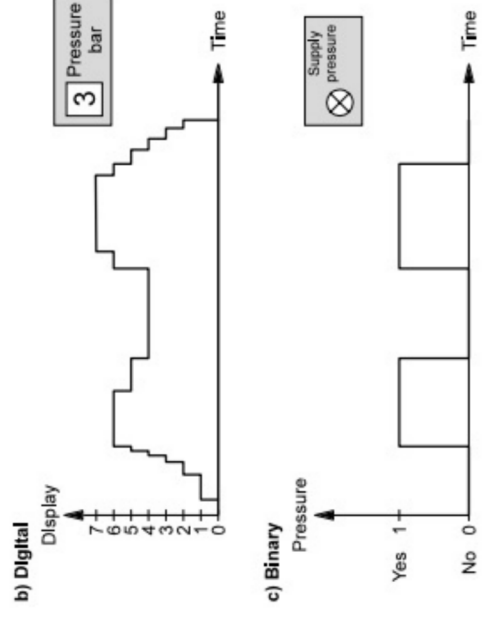 b) Digital
Display
7
6
5
4
3
2
1
0
Time
3
Pressure
bar
c) Binary
Pressure
Yes 1
No 0
Time
Supply
pressure